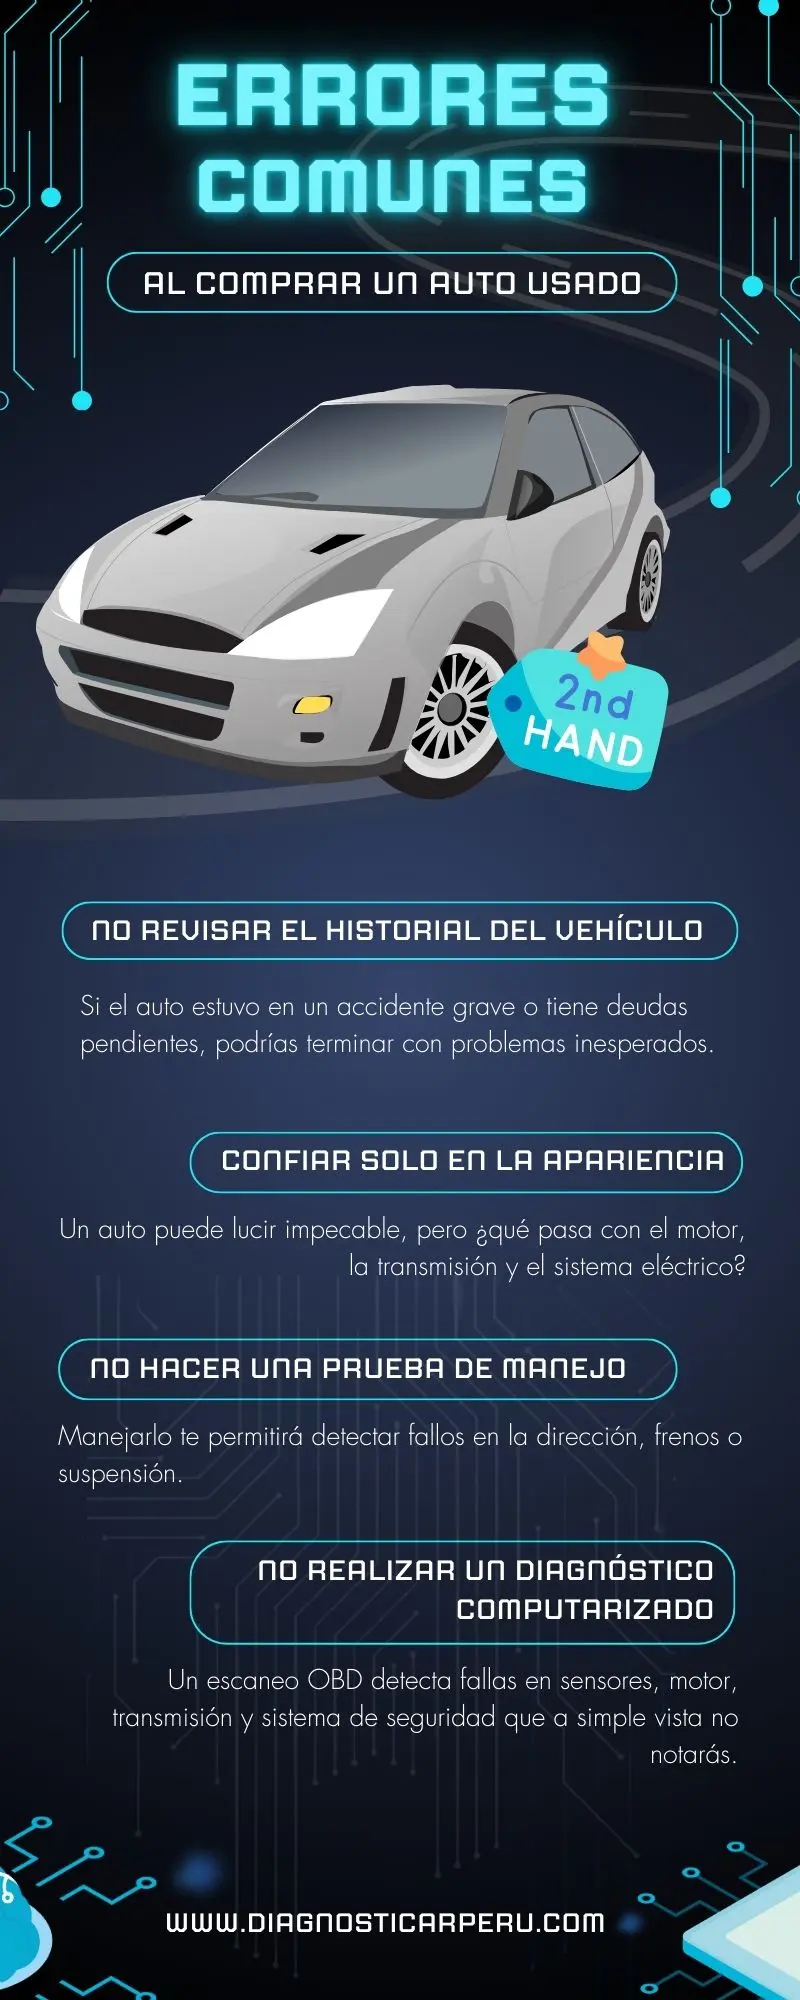 ERRORES
COMUNES
AL COMPRAR UN AUTO USADO
2nd
HAND
NO REVISAR EL HISTORIAL DEL VEHÍCULO
Si el auto estuvo en un accidente grave o tiene deudas
pendientes, podrías terminar con problemas inesperados.
CONFIAR SOLO EN LA APARIENCIA
Un auto puede lucir impecable, pero ¿qué pasa con el motor,
la transmisión y el sistema eléctrico?
NO HACER UNA PRUEBA DE MANEJO
Manejarlo te permitirá detectar fallos en la dirección, frenos o
suspensión.
NO REALIZAR UN DIAGNÓSTICO
COMPUTARIZADO
Un escaneo OBD detecta fallas en sensores, motor,
transmisión y sistema de seguridad que a simple vista no
notarás.
WWW.DIAGNOSTICARPERU.COM